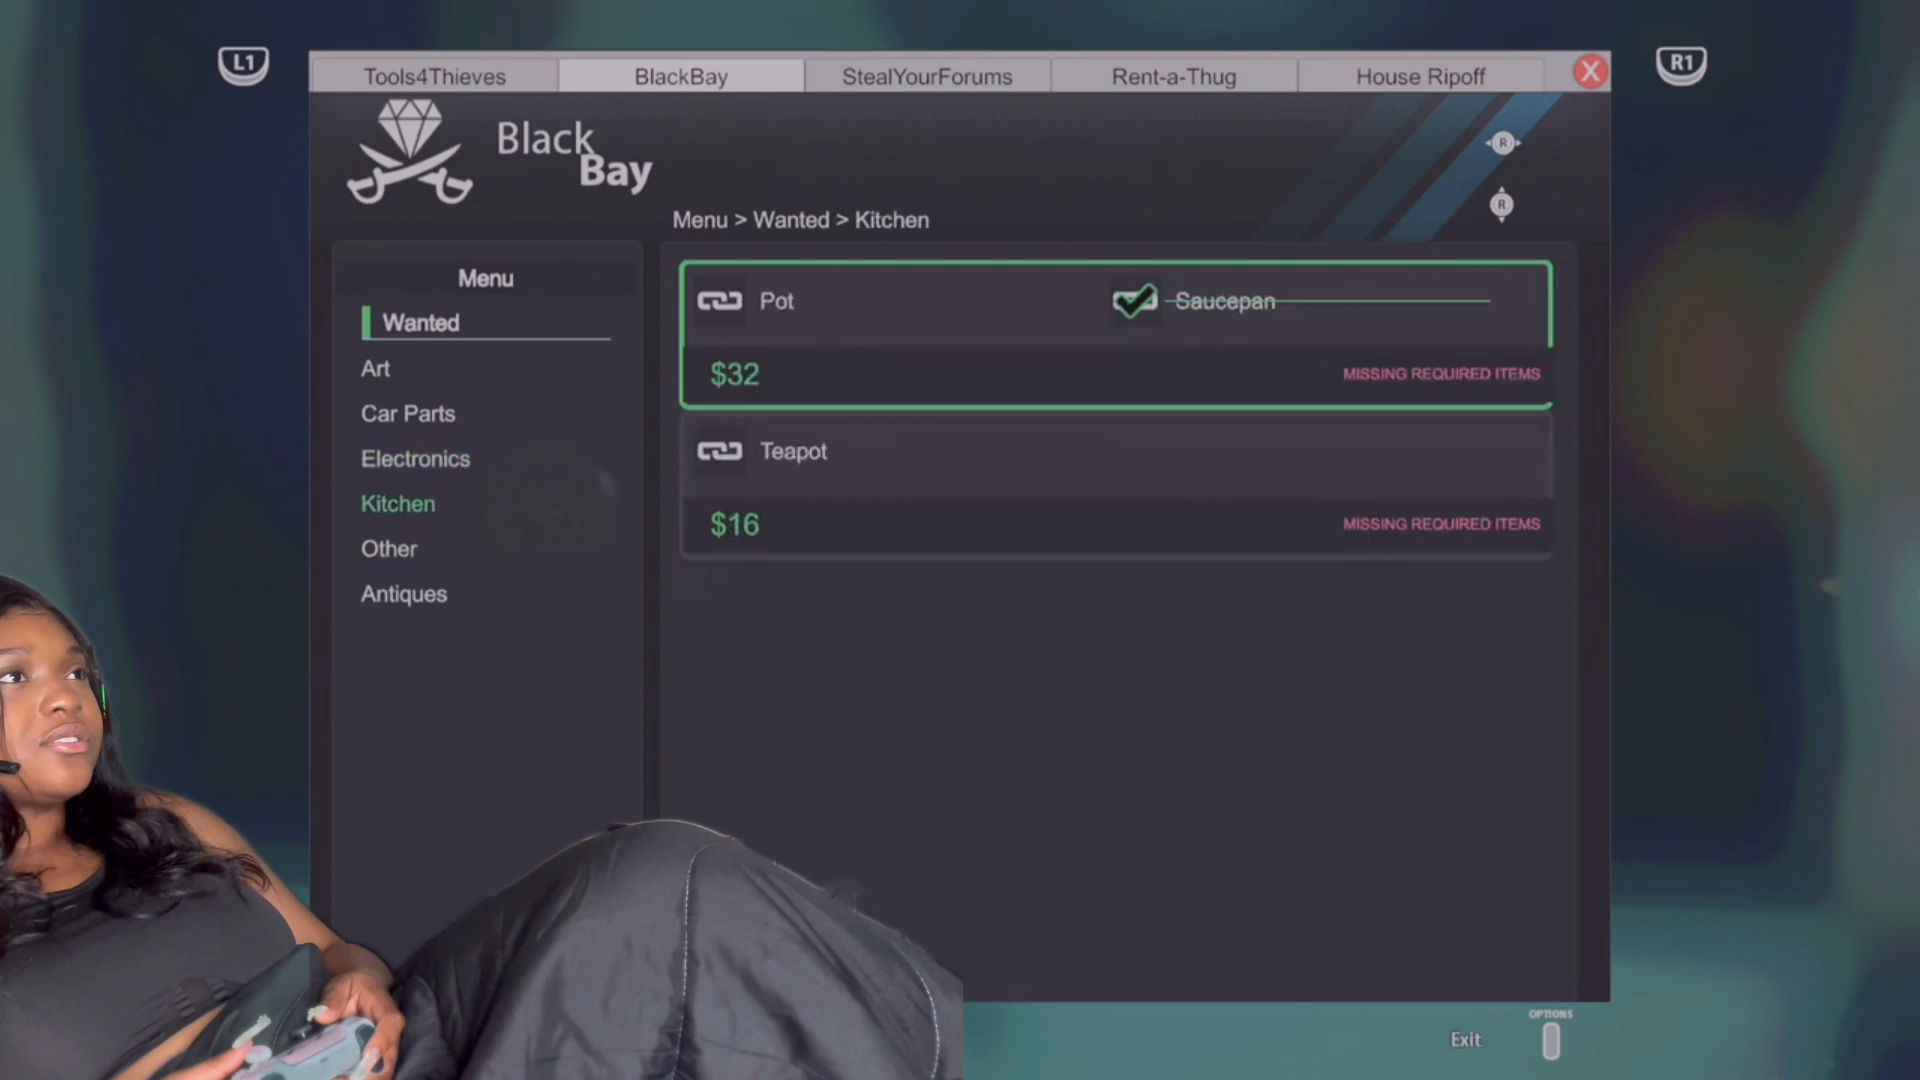 L1
R1
Tools4Thieves
BlackBay
StealYourForums
Rent-a-Thug
House Ripoff
X
Black
Bay
R
R
Menu > Wanted > Kitchen
Menu
Wanted
Art
Car Parts
Electronics
Kitchen
Other
Antiques
Pot
Saucepan
$32
MISSING REQUIRED ITEMS
Teapot
$16
MISSING REQUIRED ITEMS
Exit
OPTIONS